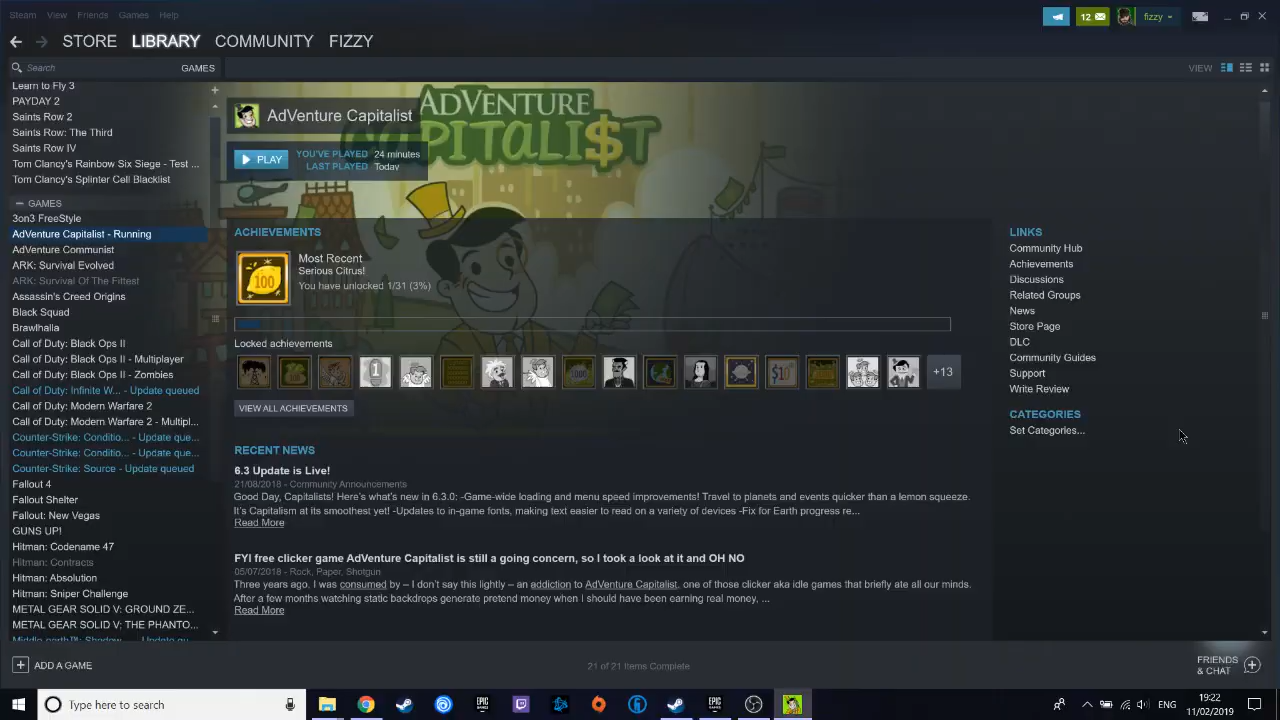 Steam View Friends Games Help
12 fizzy
STORE LIBRARY COMMUNITY FIZZY
Search GAMES VIEW
Learn to Fly 3
PAYDAY 2
Saints Row 2
Saints Row: The Third
Saints Row IV
Tom Clancy's Rainbow Six Siege - Test ...
Tom Clancy's Splinter Cell Blacklist
GAMES
3on3 FreeStyle
AdVenture Capitalist - Running
AdVenture Communist
ARK: Survival Evolved
ARK: Survival Of The Fittest
Assassin's Creed Origins
Black Squad
Brawlhalla
Call of Duty: Black Ops II
Call of Duty: Black Ops II - Multiplayer
Call of Duty: Black Ops II - Zombies
Call of Duty: Infinite W... - Update queued
Call of Duty: Modern Warfare 2
Call of Duty: Modern Warfare 2 - Multipl...
Counter-Strike: Conditio... - Update que...
Counter-Strike: Conditio... - Update que...
Counter-Strike: Source - Update queued
Fallout 4
Fallout Shelter
Fallout: New Vegas
GUNS UP!
Hitman: Codename 47
Hitman: Contracts
Hitman: Absolution
Hitman: Sniper Challenge
METAL GEAR SOLID V: GROUND ZE...
METAL GEAR SOLID V: THE PHANTO...
Middle-earth™: Shadow... - Update qu...
ADVENTURE
CAPITALI$T
AdVenture Capitalist
PLAY
YOU'VE PLAYED 24 minutes
LAST PLAYED Today
ACHIEVEMENTS
100
Most Recent
Serious Citrus!
You have unlocked 1/31 (3%)
Locked achievements
+13
VIEW ALL ACHIEVEMENTS
RECENT NEWS
6.3 Update is Live!
21/08/2018 - Community Announcements
Good Day, Capitalists! Here's what's new in 6.3.0: -Game-wide loading and menu speed improvements! Travel to planets and events quicker than a lemon squeeze.
It's Capitalism at its smoothest yet! -Updates to in-game fonts, making text easier to read on a variety of devices -Fix for Earth progress re...
Read More
FYI free clicker game AdVenture Capitalist is still a going concern, so I took a look at it and OH NO
05/07/2018 - Rock, Paper, Shotgun
Three years ago, I was consumed by – I don't say this lightly – an addiction to AdVenture Capitalist, one of those clicker aka idle games that briefly ate all our minds.
After a few months watching static backdrops generate pretend money when I should have been earning real money, ...
Read More
LINKS
Community Hub
Achievements
Discussions
Related Groups
News
Store Page
DLC
Community Guides
Support
Write Review
CATEGORIES
Set Categories...
ADD A GAME
21 of 21 Items Complete
FRIENDS
& CHAT
Type here to search
EPIC GAMES
EPIC GAMES
ENG
19:22
11/02/2019